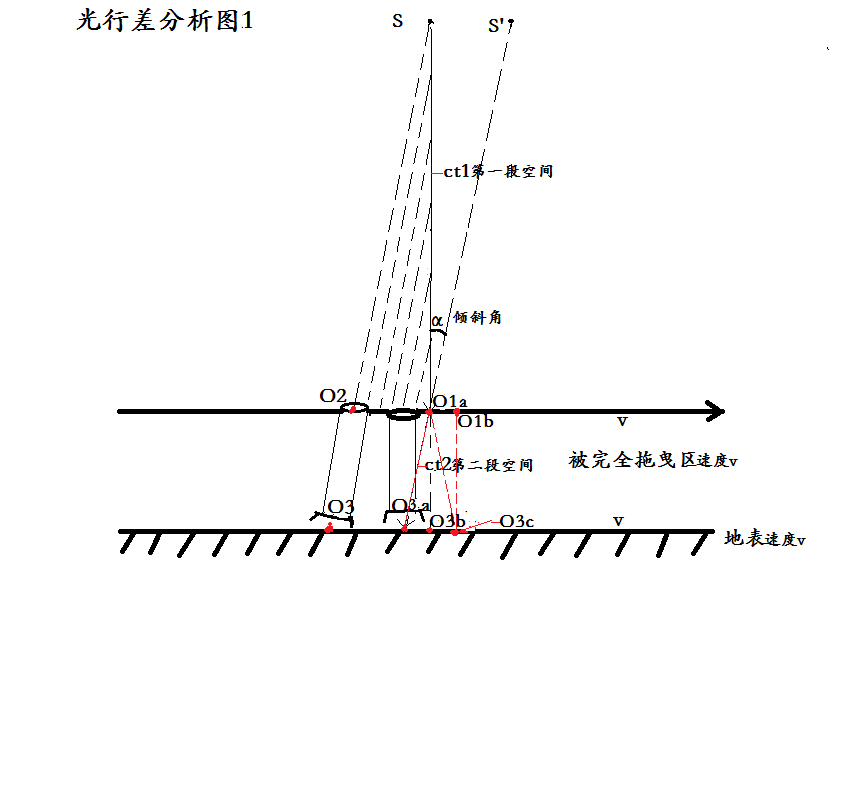 光行差分析图1
S
S'
ct1第一段空间
α 倾斜角
O2
O1a
O1b
v
ct2第二段空间
被完全拖曳区速度v
O3
O3a
O3b
O3c
v
地表速度v